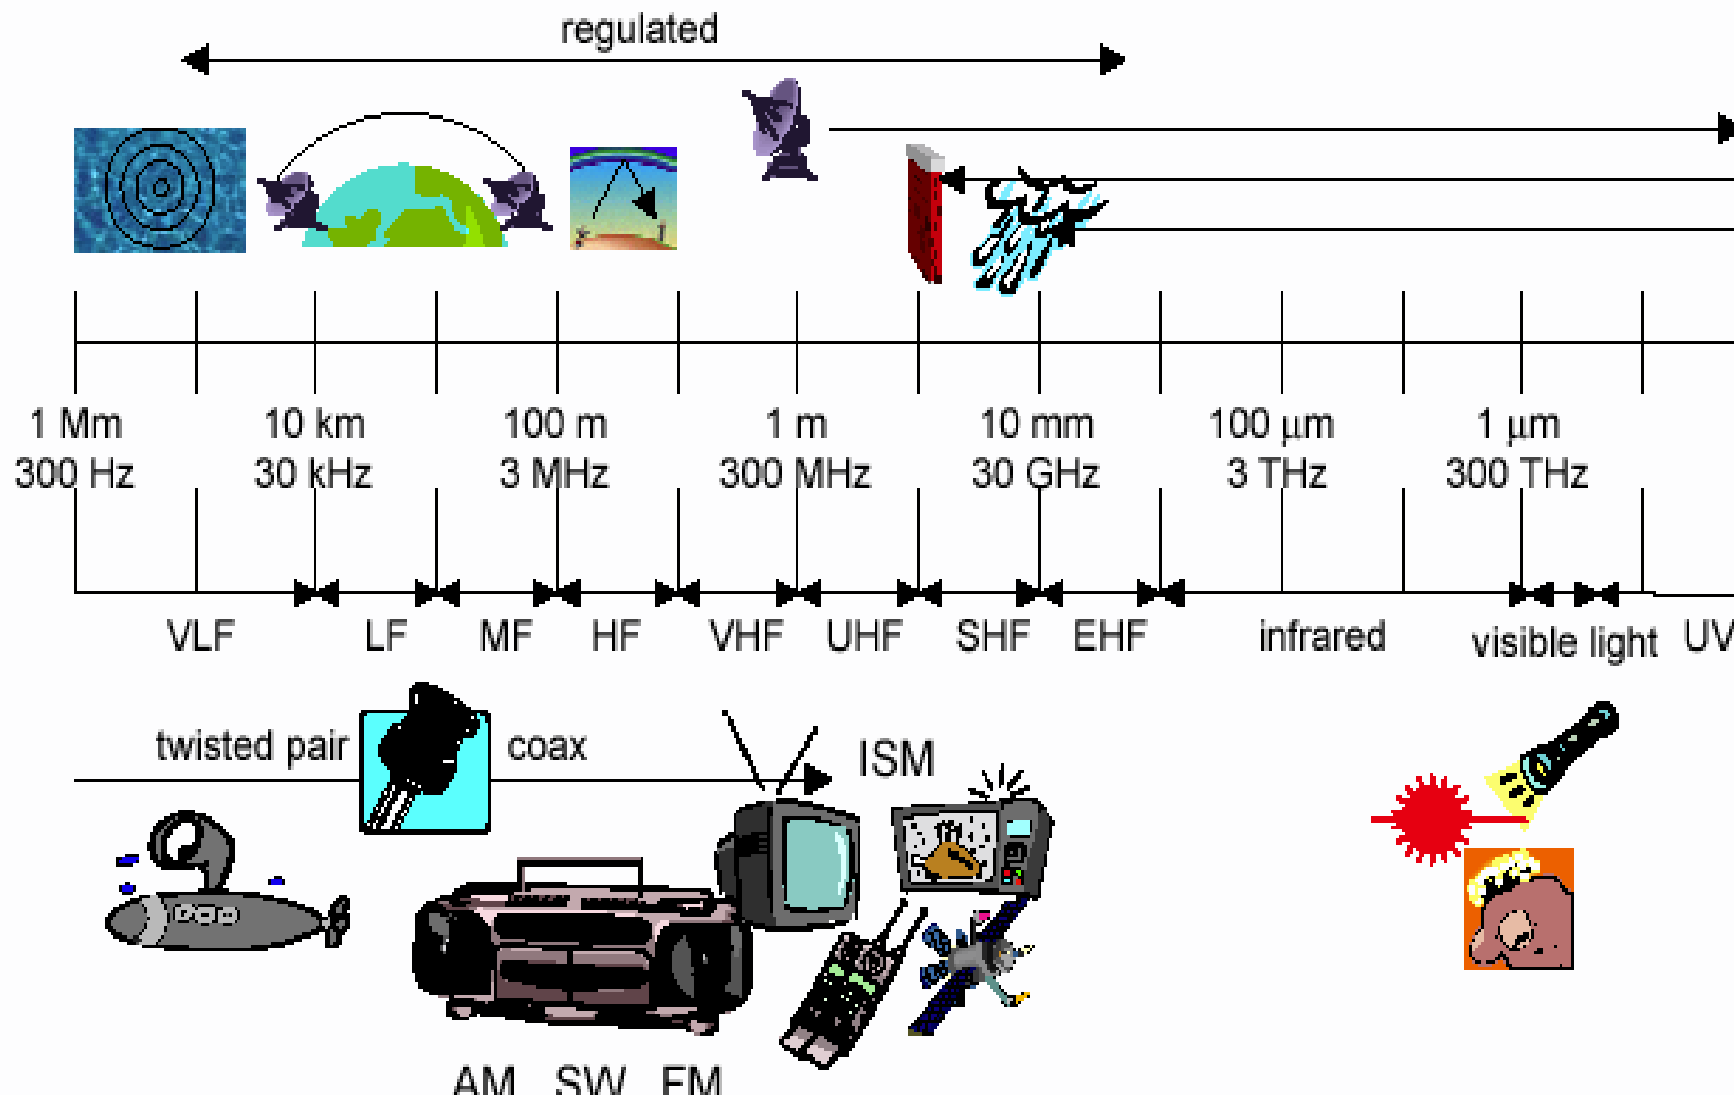 regulated
1 Mm 10 km 100 m 1 m 10 mm 100 µm 1 µm
300 Hz 30 kHz 3 MHz 300 MHz 30 GHz 3 THz 300 THz
VLF LF MF HF VHF UHF SHF EHF infrared visible light UV
twisted pair coax ISM
AM SW FM